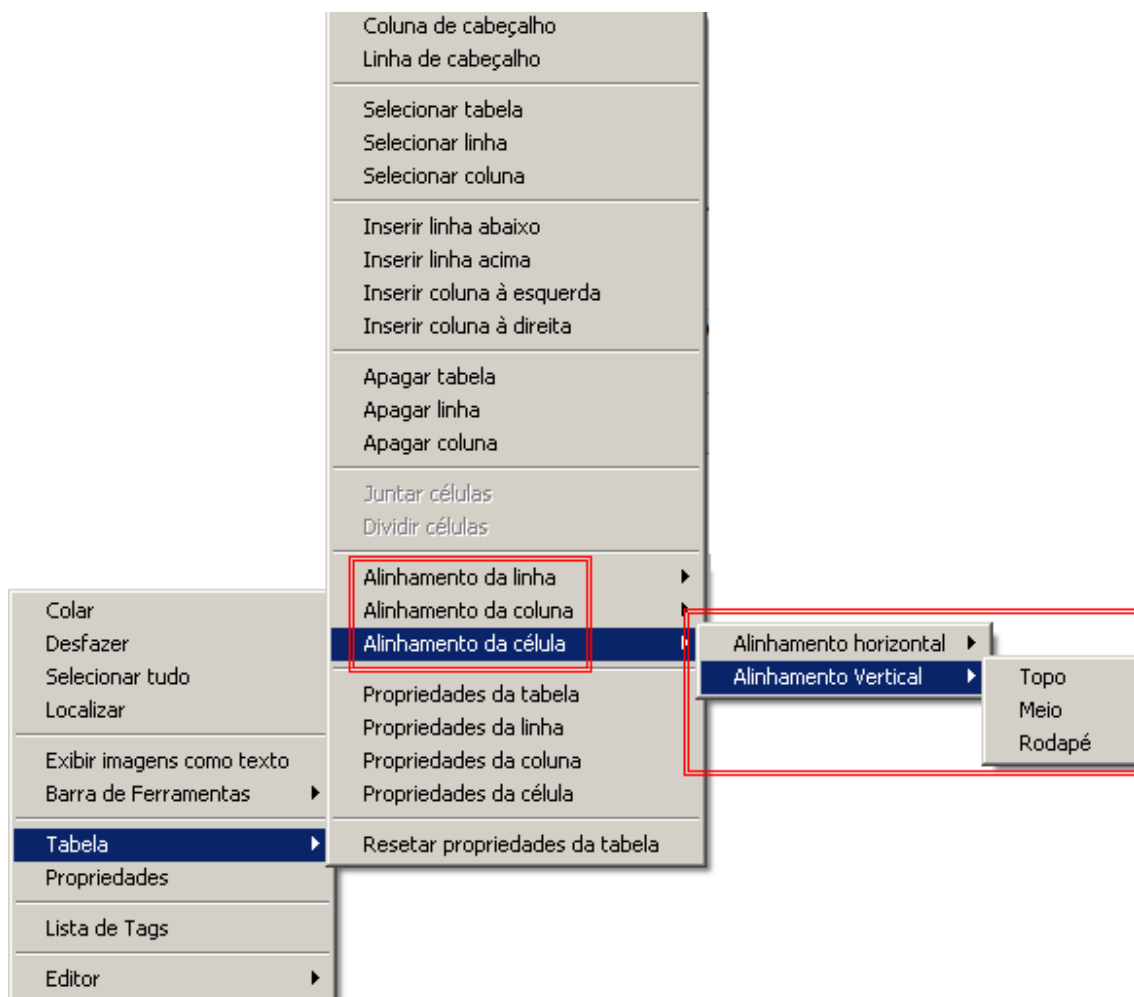 Coluna de cabeçalho
Linha de cabeçalho
Selecionar tabela
Selecionar linha
Selecionar coluna
Inserir linha abaixo
Inserir linha acima
Inserir coluna à esquerda
Inserir coluna à direita
Apagar tabela
Apagar linha
Apagar coluna
Juntar células
Dividir células
Alinhamento da linha
Alinhamento da coluna
Alinhamento da célula
Propriedades da tabela
Propriedades da linha
Propriedades da coluna
Propriedades da célula
Resetar propriedades da tabela
Colar
Desfazer
Selecionar tudo
Localizar
Exibir imagens como texto
Barra de Ferramentas
Tabela
Propriedades
Lista de Tags
Editor
Alinhamento horizontal
Alinhamento Vertical
Topo
Meio
Rodapé